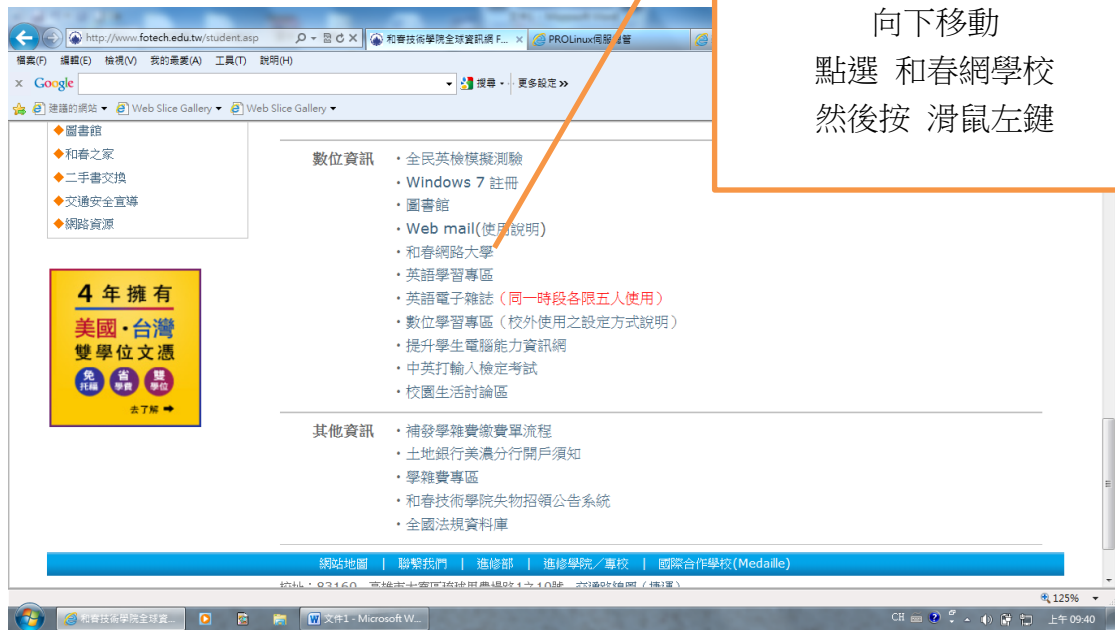 向下移動
點選 和春網學校
然後按 滑鼠左鍵
http://www.fotech.edu.tw/student.asp
和春技術學院全球資訊網 F...
檔案(F) 編輯(E) 檢視(V) 我的最愛(A) 工具(T) 說明(H)
x Google 搜尋 更多設定 »
建議的網站 Web Slice Gallery Web Slice Gallery
◆圖書館
◆和春之家
◆二手書交換
◆交通安全宣導
◆網路資源
4 年擁有
美國・台灣
雙學位文憑
免托福 省學費 雙學位
去了解
數位資訊
・全民英檢模擬測驗
・Windows 7 註冊
・圖書館
・Web mail(使用說明)
・和春網路大學
・英語學習專區
・英語電子雜誌(同一時段各限五人使用)
・數位學習專區(校外使用之設定方式說明)
・提升學生電腦能力資訊網
・中英打輸入檢定考試
・校園生活討論區
其他資訊
・補發學雜費繳費單流程
・土地銀行美濃分行開戶須知
・學雜費專區
・和春技術學院失物招領公告系統
・全國法規資料庫
網站地圖 | 聯繫我們 | 進修部 | 進修學院/專校 | 國際合作學校(Medaille)
125%
和春技術學院全球資... 文件1 - Microsoft W... CH 上午 09:40